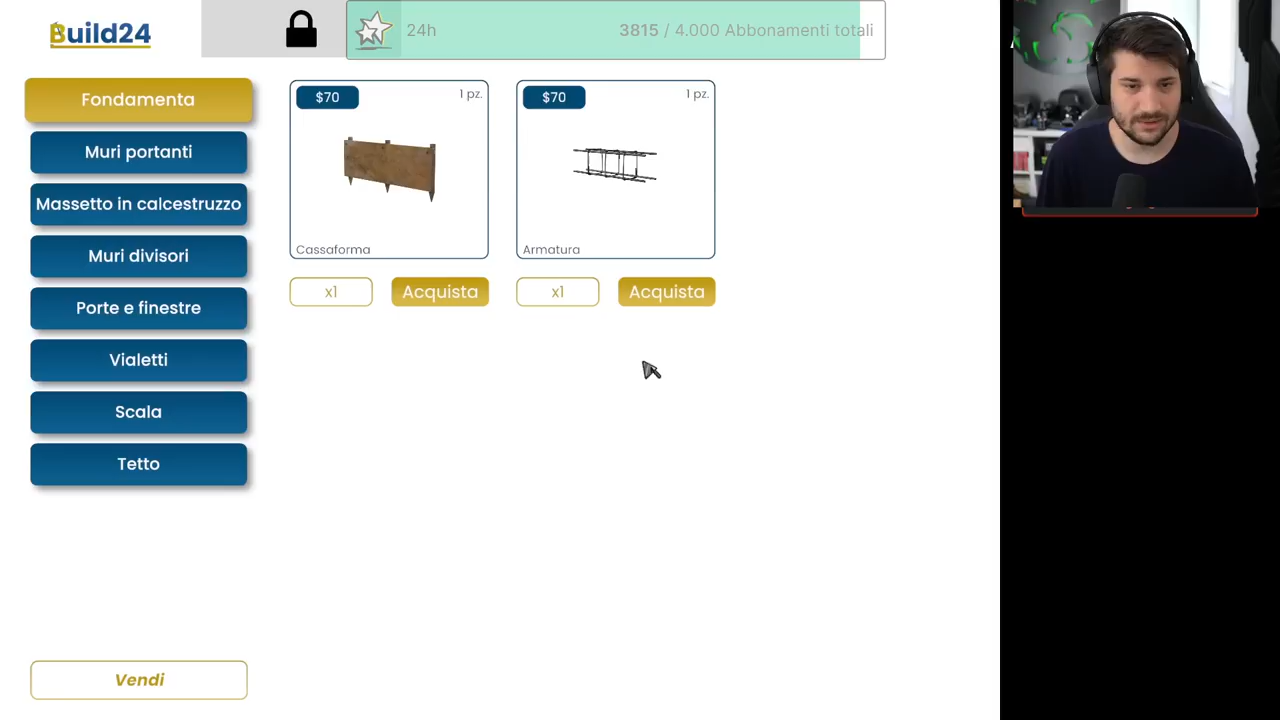 Build24
24h
3815 / 4.000 Abbonamenti totali
Fondamenta
Muri portanti
Massetto in calcestruzzo
Muri divisori
Porte e finestre
Vialetti
Scala
Tetto
Vendi
$70
1 pz.
Cassaforma
x1
Acquista
$70
1 pz.
Armatura
x1
Acquista